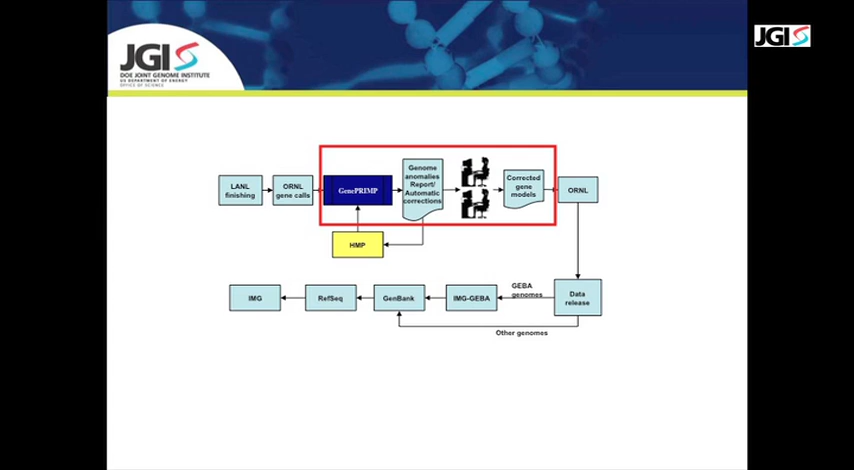 JGI
DOE JOINT GENOME INSTITUTE
US DEPARTMENT OF ENERGY
OFFICE OF SCIENCE
JGI
LANL
finishing
ORNL
gene calls
GenePRIMP
Genome
anomalies
Report/
Automatic
corrections
Corrected
gene
models
ORNL
HMP
IMG
RefSeq
GenBank
IMG-GEBA
GEBA
genomes
Data
release
Other genomes